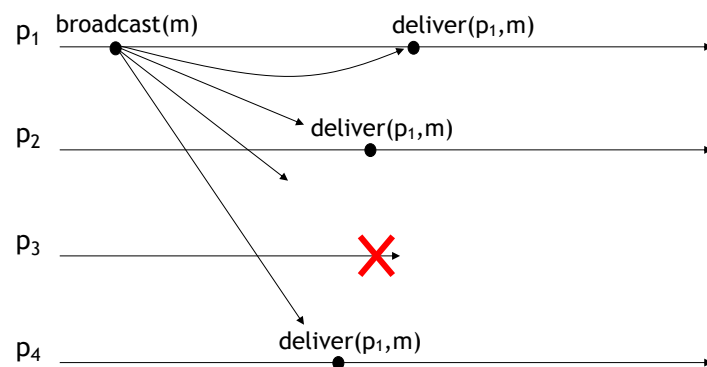 broadcast(m) deliver(p₁,m)
p₁
deliver(p₁,m)
p₂
p₃
deliver(p₁,m)
p₄